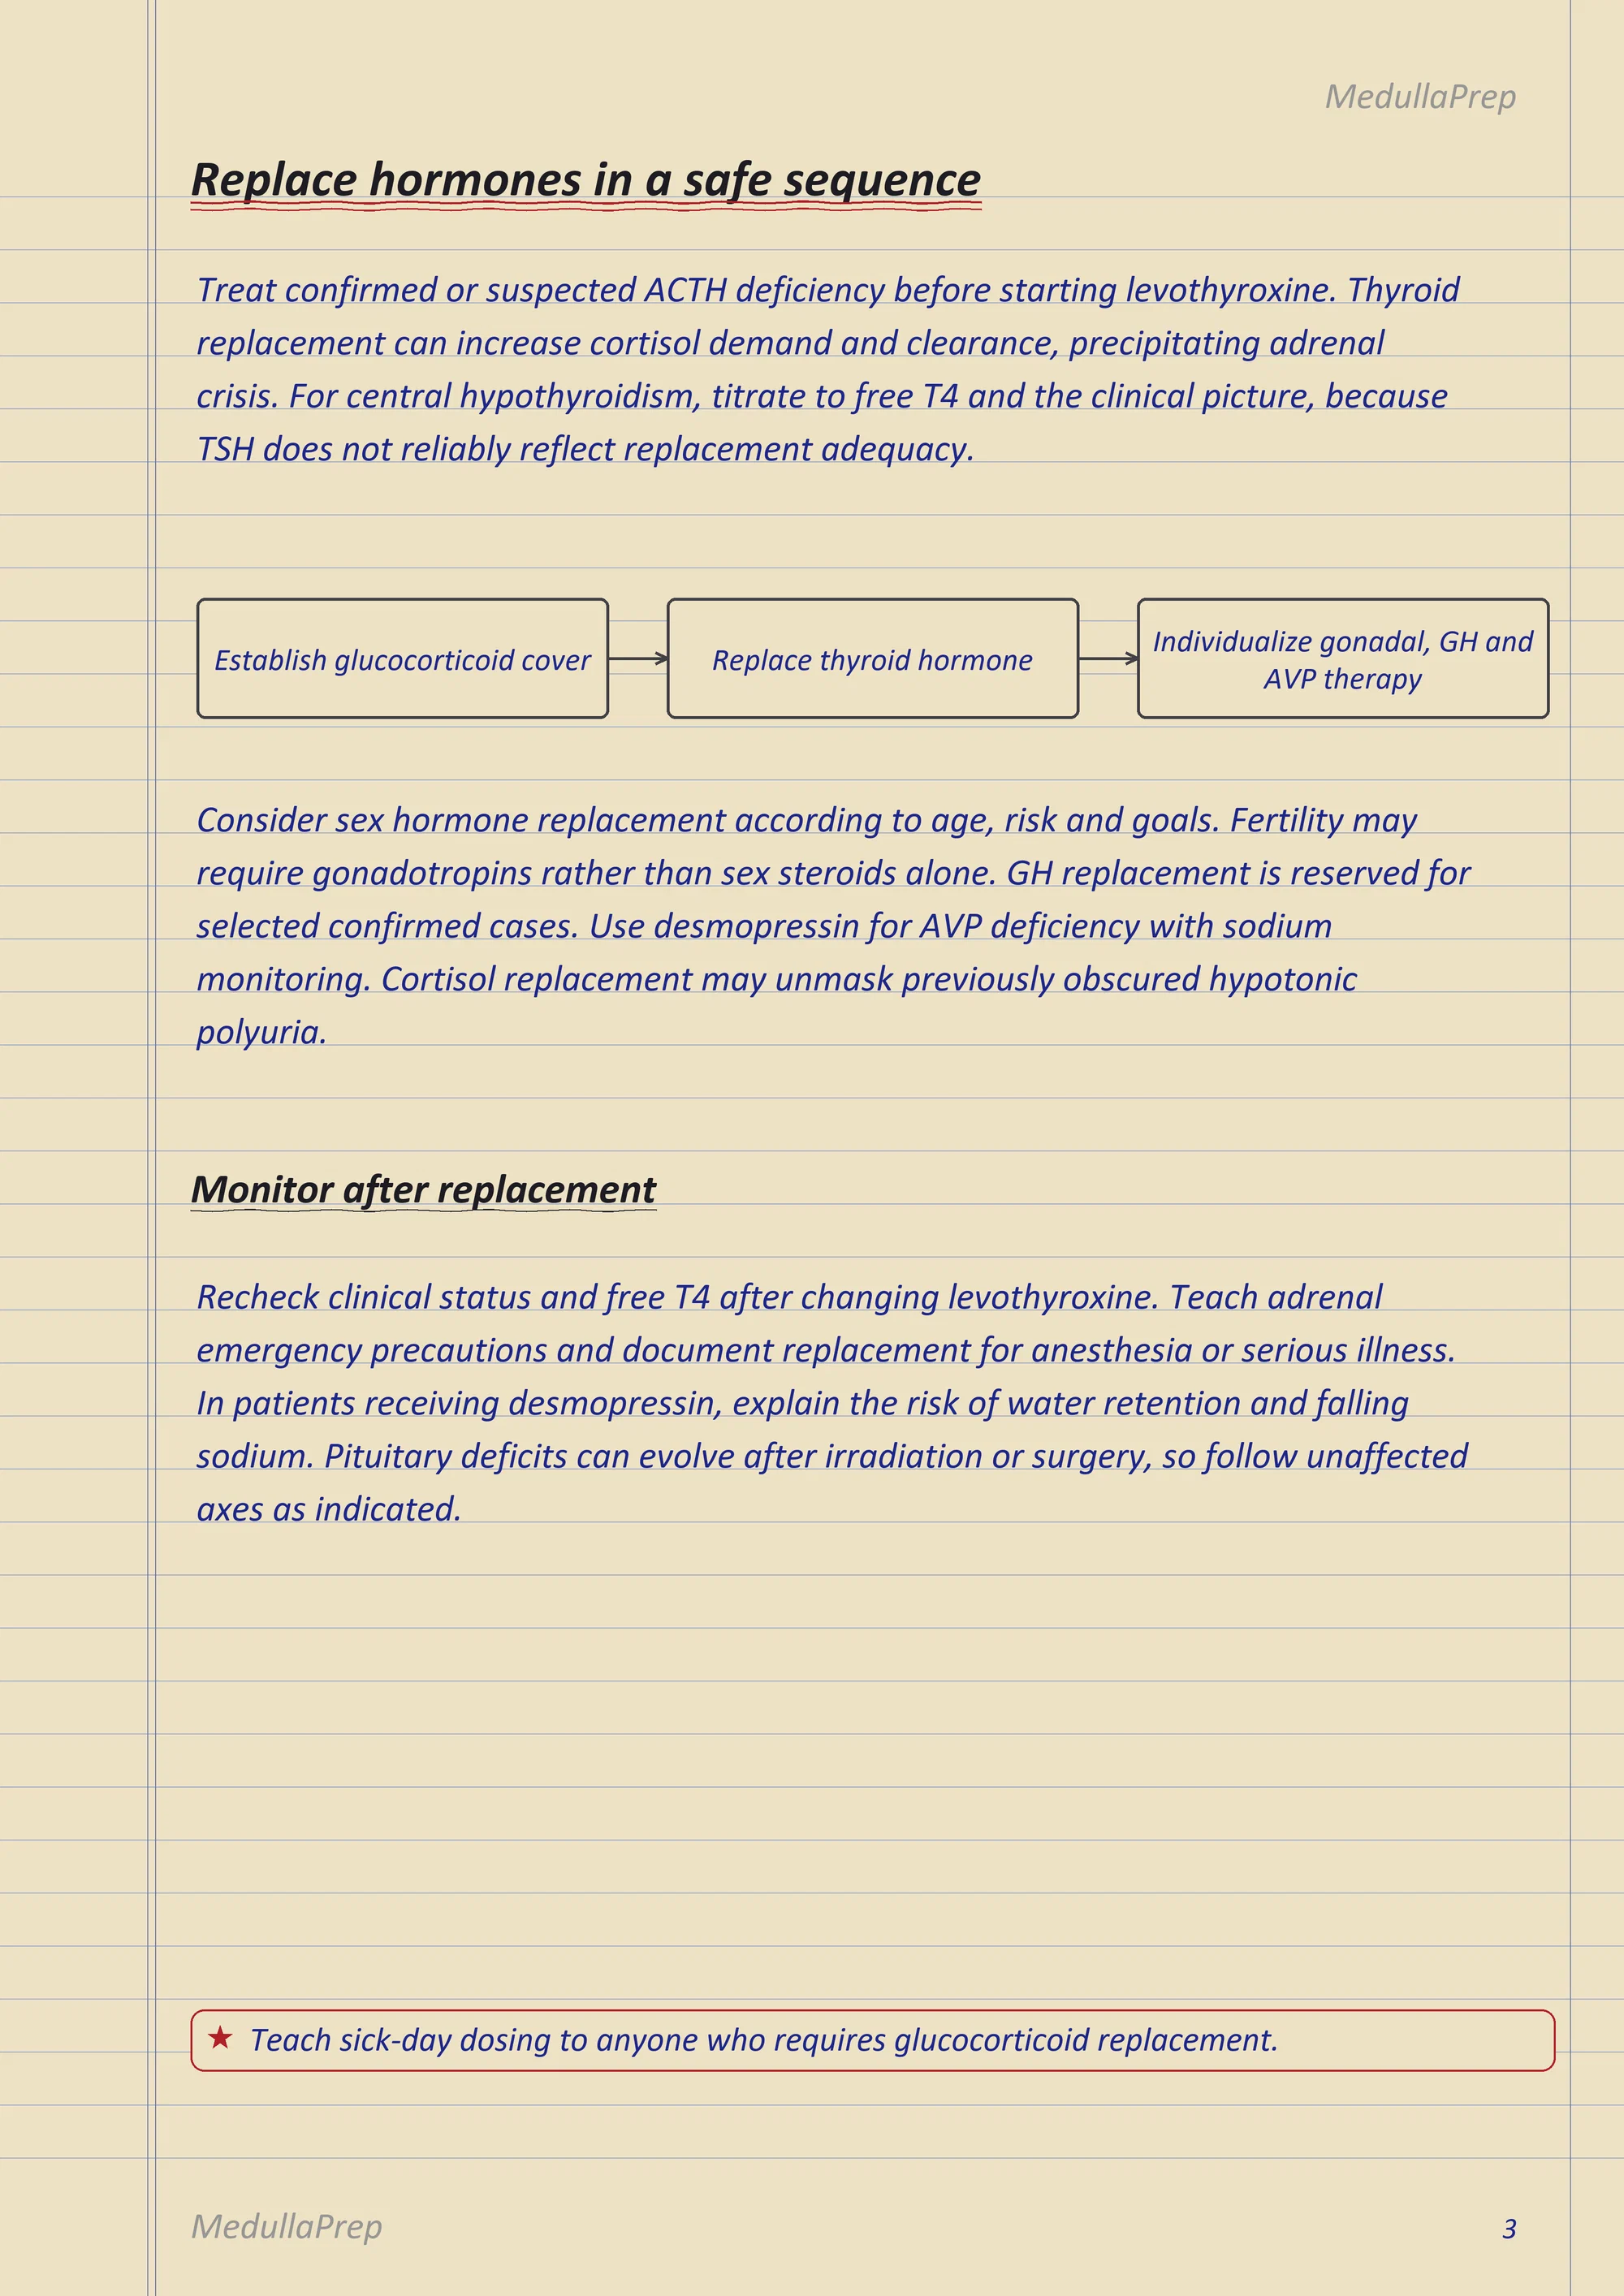 MedullaPrep
Replace hormones in a safe sequence
Treat confirmed or suspected ACTH deficiency before starting levothyroxine. Thyroid
replacement can increase cortisol demand and clearance, precipitating adrenal
crisis. For central hypothyroidism, titrate to free T4 and the clinical picture, because
TSH does not reliably reflect replacement adequacy.
Establish glucocorticoid cover
Replace thyroid hormone
Individualize gonadal, GH and
AVP therapy
Consider sex hormone replacement according to age, risk and goals. Fertility may
require gonadotropins rather than sex steroids alone. GH replacement is reserved for
selected confirmed cases. Use desmopressin for AVP deficiency with sodium
monitoring. Cortisol replacement may unmask previously obscured hypotonic
polyuria.
Monitor after replacement
Recheck clinical status and free T4 after changing levothyroxine. Teach adrenal
emergency precautions and document replacement for anesthesia or serious illness.
In patients receiving desmopressin, explain the risk of water retention and falling
sodium. Pituitary deficits can evolve after irradiation or surgery, so follow unaffected
axes as indicated.
★ Teach sick-day dosing to anyone who requires glucocorticoid replacement.
MedullaPrep
3